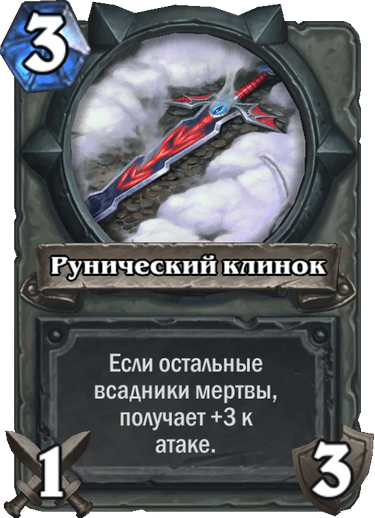 3
Рунический клинок
Если остальные
всадники мертвы,
получает +3 к
атаке.
1
3